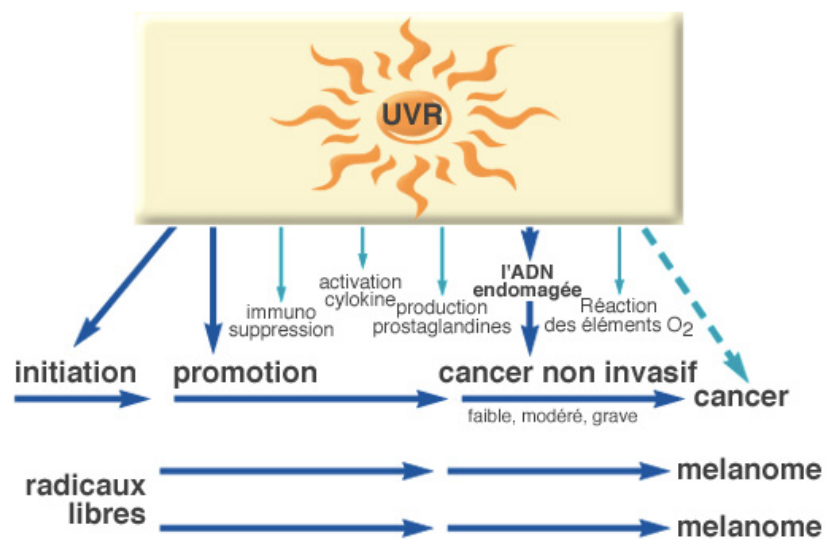 UVR
immuno
suppression
activation
cylokine
production
prostaglandines
l'ADN
endomagée
Réaction
des éléments O₂
initiation
promotion
cancer non invasif
faible, modéré, grave
cancer
radicaux
libres
melanome
melanome